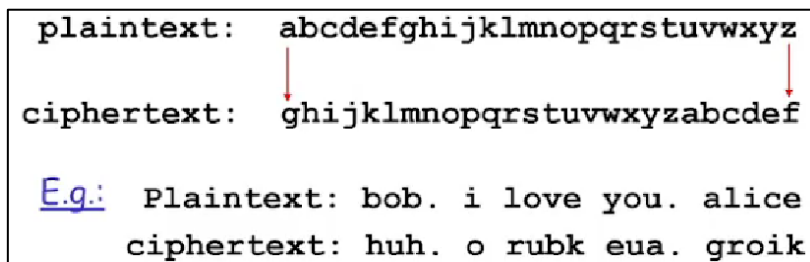 plaintext: abcdefghijklmnopqrstuvwxyz
ciphertext: ghijklmnopqrstuvwxyzabcdef
E.g.: Plaintext: bob. i love you. alice
ciphertext: huh. o rubk eua. groik